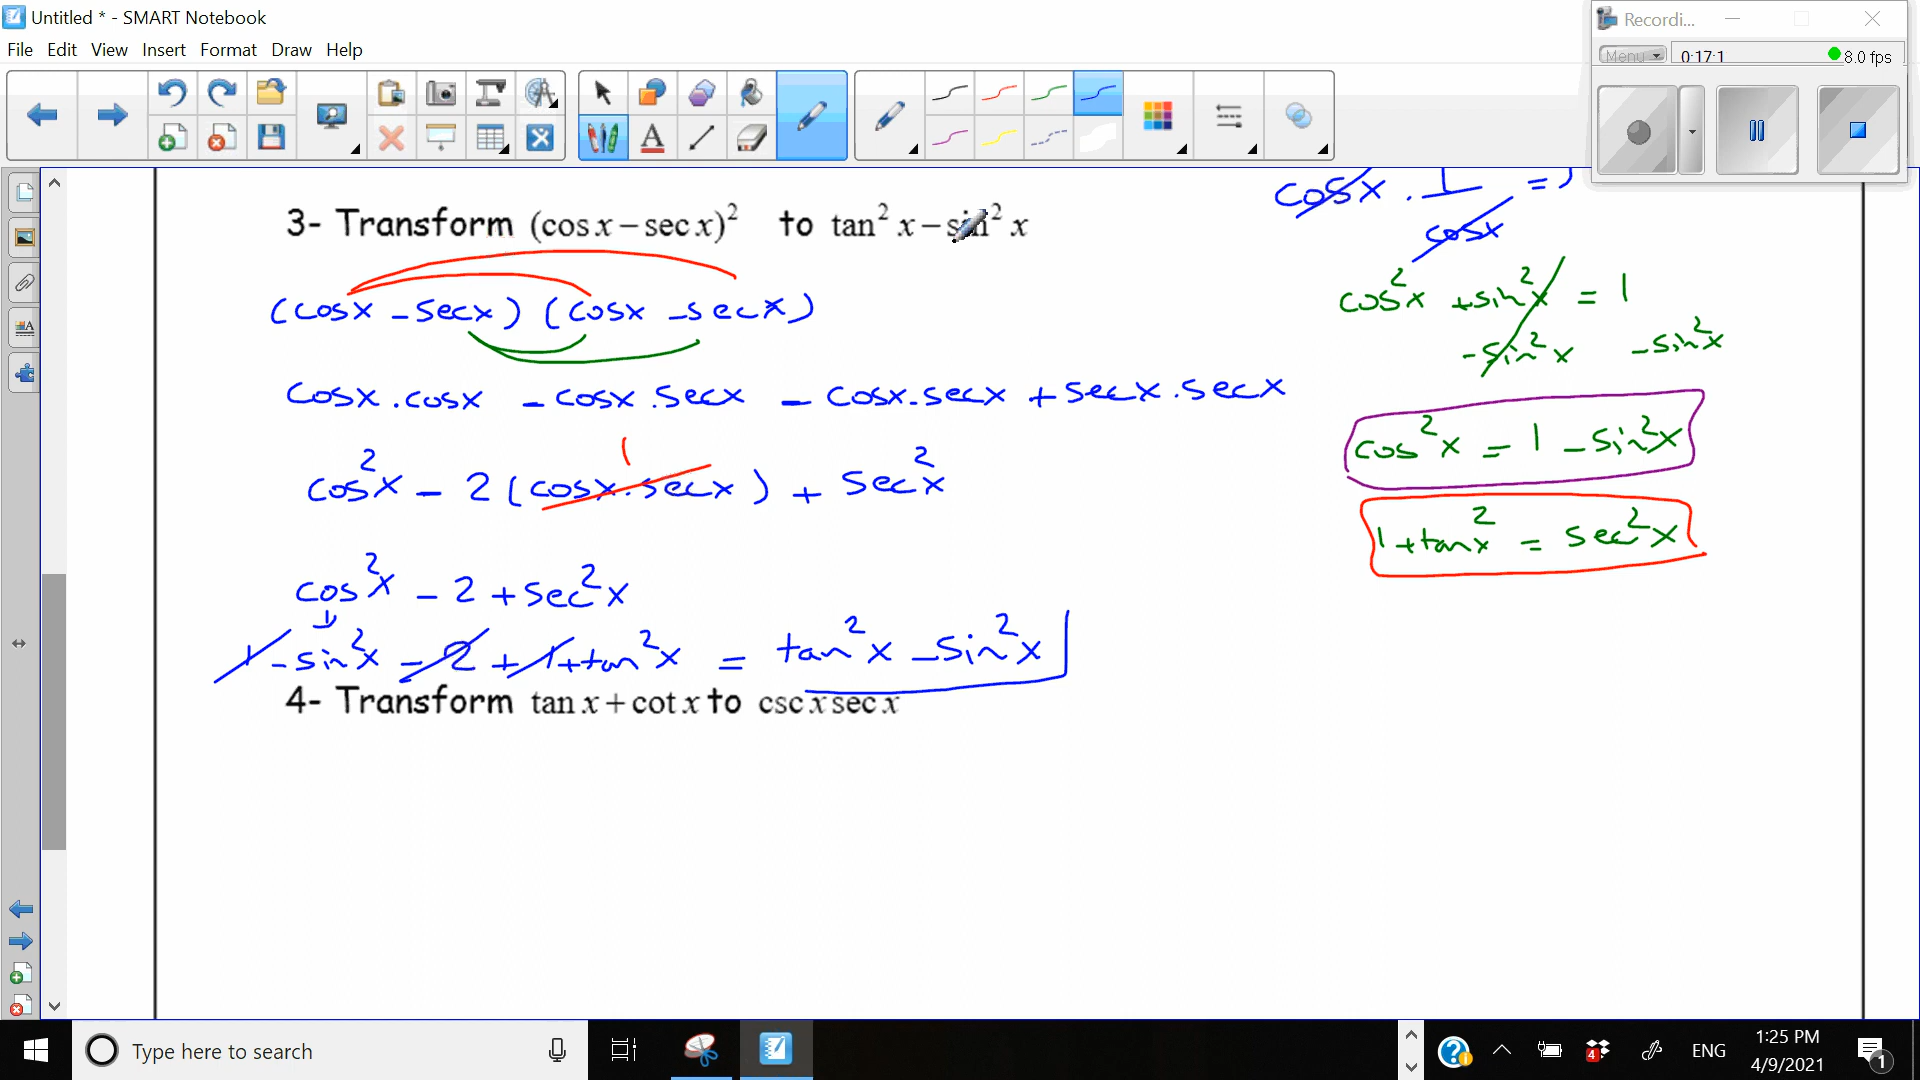 Untitled * - SMART Notebook
File Edit View Insert Format Draw Help
Recordi...
Menu 0:17:1 8.0 fps
cosx . 1 =
cosx
3- Transform (cos x − sec x)² to tan² x − sin² x
(cosx - secx) (cosx - secx)
cos²x + sin²x = 1
-sin²x -sin²x
cosx . cosx - cosx . secx - cosx . secx + secx . secx
cos²x = 1 - sin²x
1
cos²x - 2 (cosx . secx) + sec²x
1 + tan²x = sec²x
cos²x - 2 + sec²x
1 - sin²x - 2 + 1 + tan²x = tan²x - sin²x
4- Transform tan x + cot x to csc x sec x
Type here to search
4
ENG
1:25 PM
4/9/2021
1